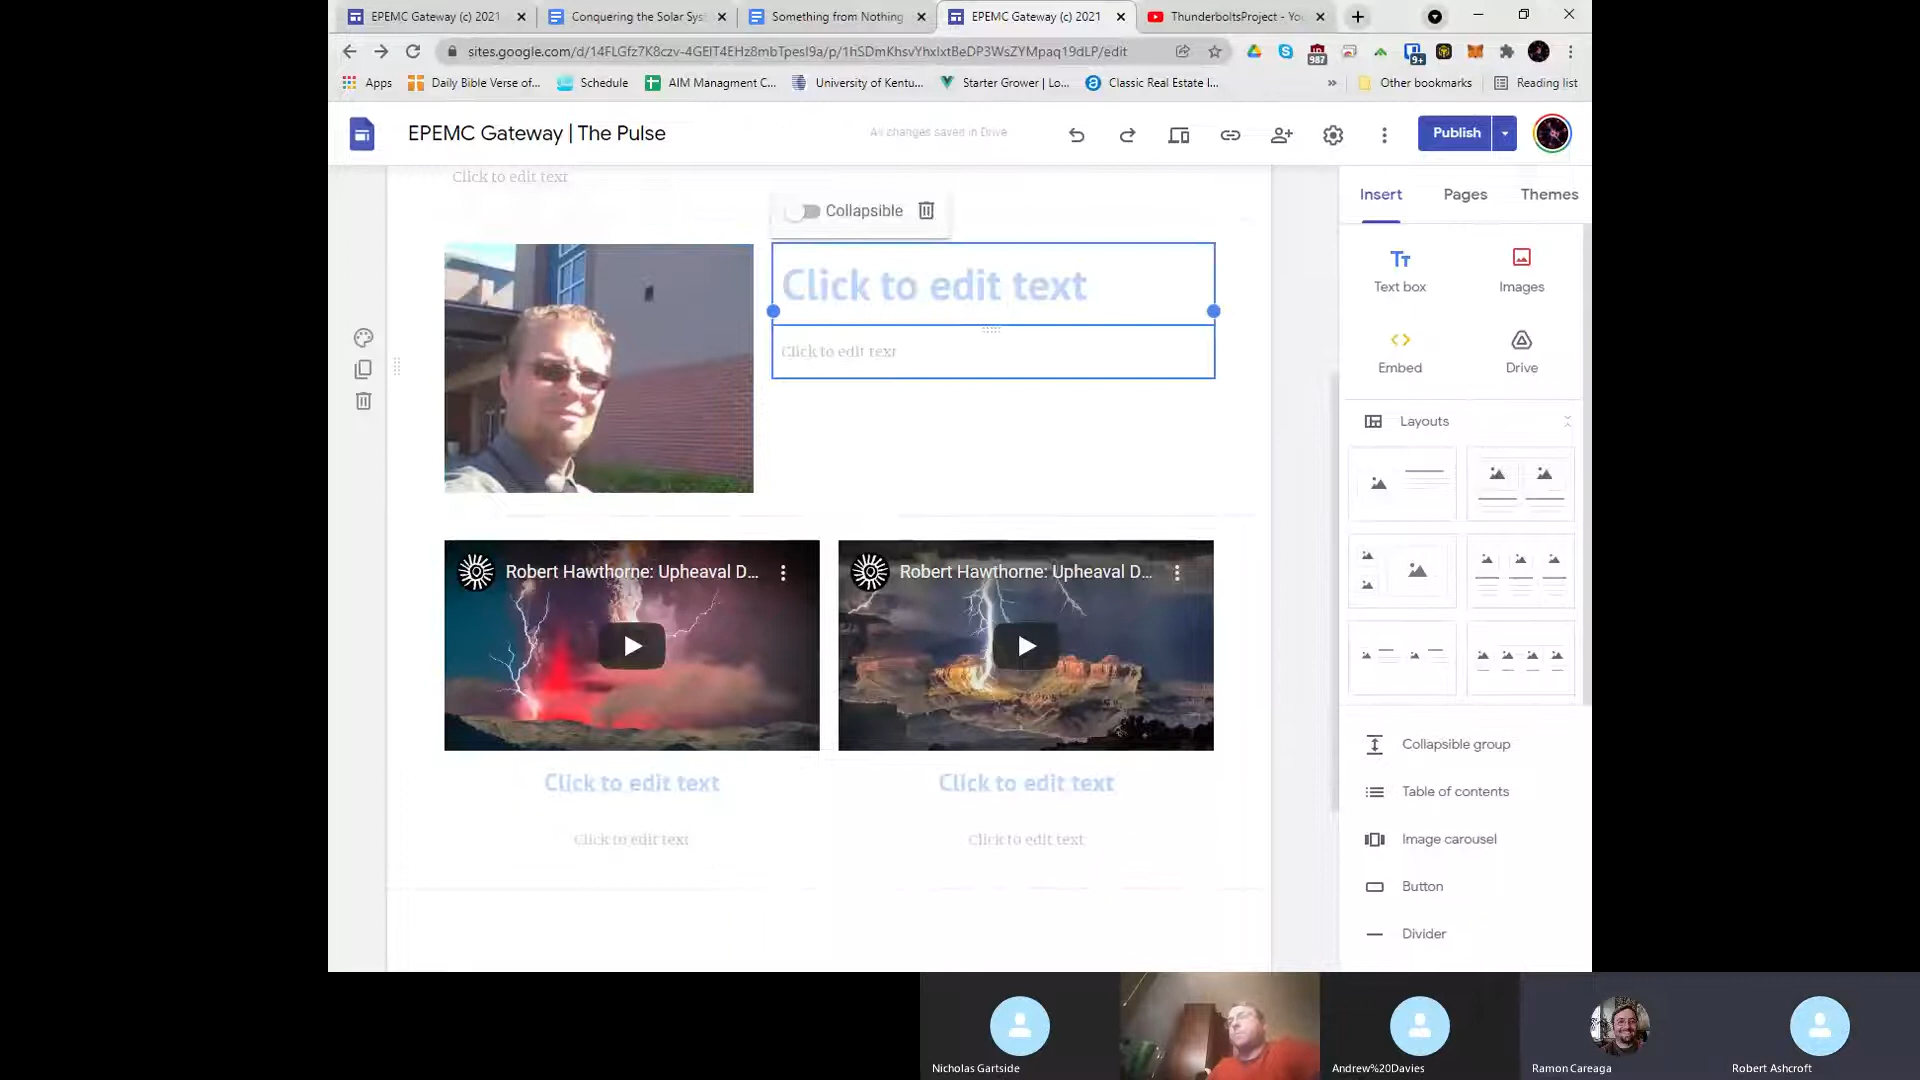 EPEMC Gateway (c) 2021
Conquering the Solar Sys
Something from Nothing
EPEMC Gateway (c) 2021
ThunderboltsProject - Yo
sites.google.com/d/14FLGfz7K8czv-4GElT4EHz8mbTpesl9a/p/1hSDmKhsvYhxlxtBeDP3WsZYMpaq19dLP/edit
987
9+
Apps
Daily Bible Verse of...
Schedule
AIM Managment C...
University of Kentu...
Starter Grower | Lo...
Classic Real Estate I...
»
Other bookmarks
Reading list
EPEMC Gateway | The Pulse
All changes saved in Drive
Publish
Click to edit text
Collapsible
Click to edit text
Click to edit text
Robert Hawthorne: Upheaval D...
Robert Hawthorne: Upheaval D...
Click to edit text
Click to edit text
Click to edit text
Click to edit text
Insert
Pages
Themes
Text box
Images
Embed
Drive
Layouts
Collapsible group
Table of contents
Image carousel
Button
Divider
Nicholas Gartside
Andrew%20Davies
Ramon Careaga
Robert Ashcroft